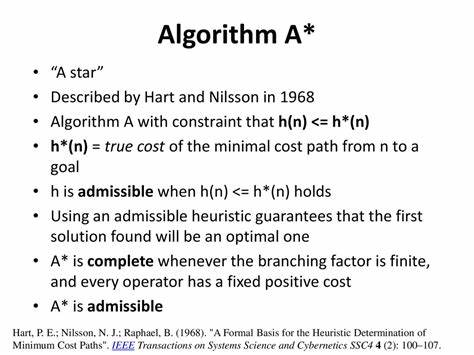 Algorithm A*
• “A star”
• Described by Hart and Nilsson in 1968
• Algorithm A with constraint that h(n) <= h*(n)
• h*(n) = true cost of the minimal cost path from n to a
goal
• h is admissible when h(n) <= h*(n) holds
• Using an admissible heuristic guarantees that the first
solution found will be an optimal one
• A* is complete whenever the branching factor is finite,
and every operator has a fixed positive cost
• A* is admissible
Hart, P. E.; Nilsson, N. J.; Raphael, B. (1968). "A Formal Basis for the Heuristic Determination of
Minimum Cost Paths". IEEE Transactions on Systems Science and Cybernetics SSC4 4 (2): 100–107.